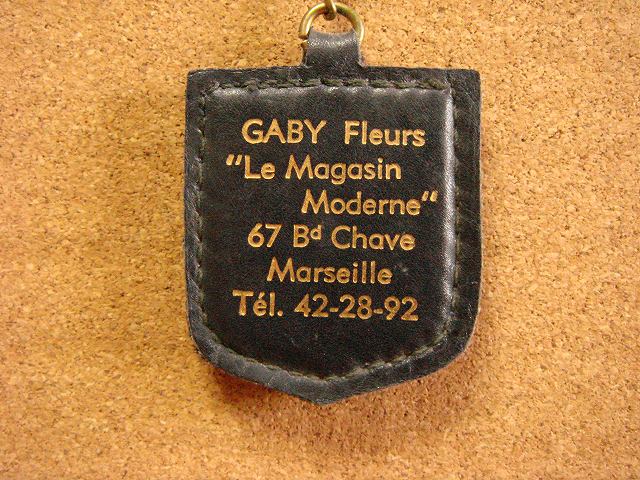 GABY Fleurs
"Le Magasin
Moderne"
67 Bd Chave
Marseille
Tél. 42-28-92